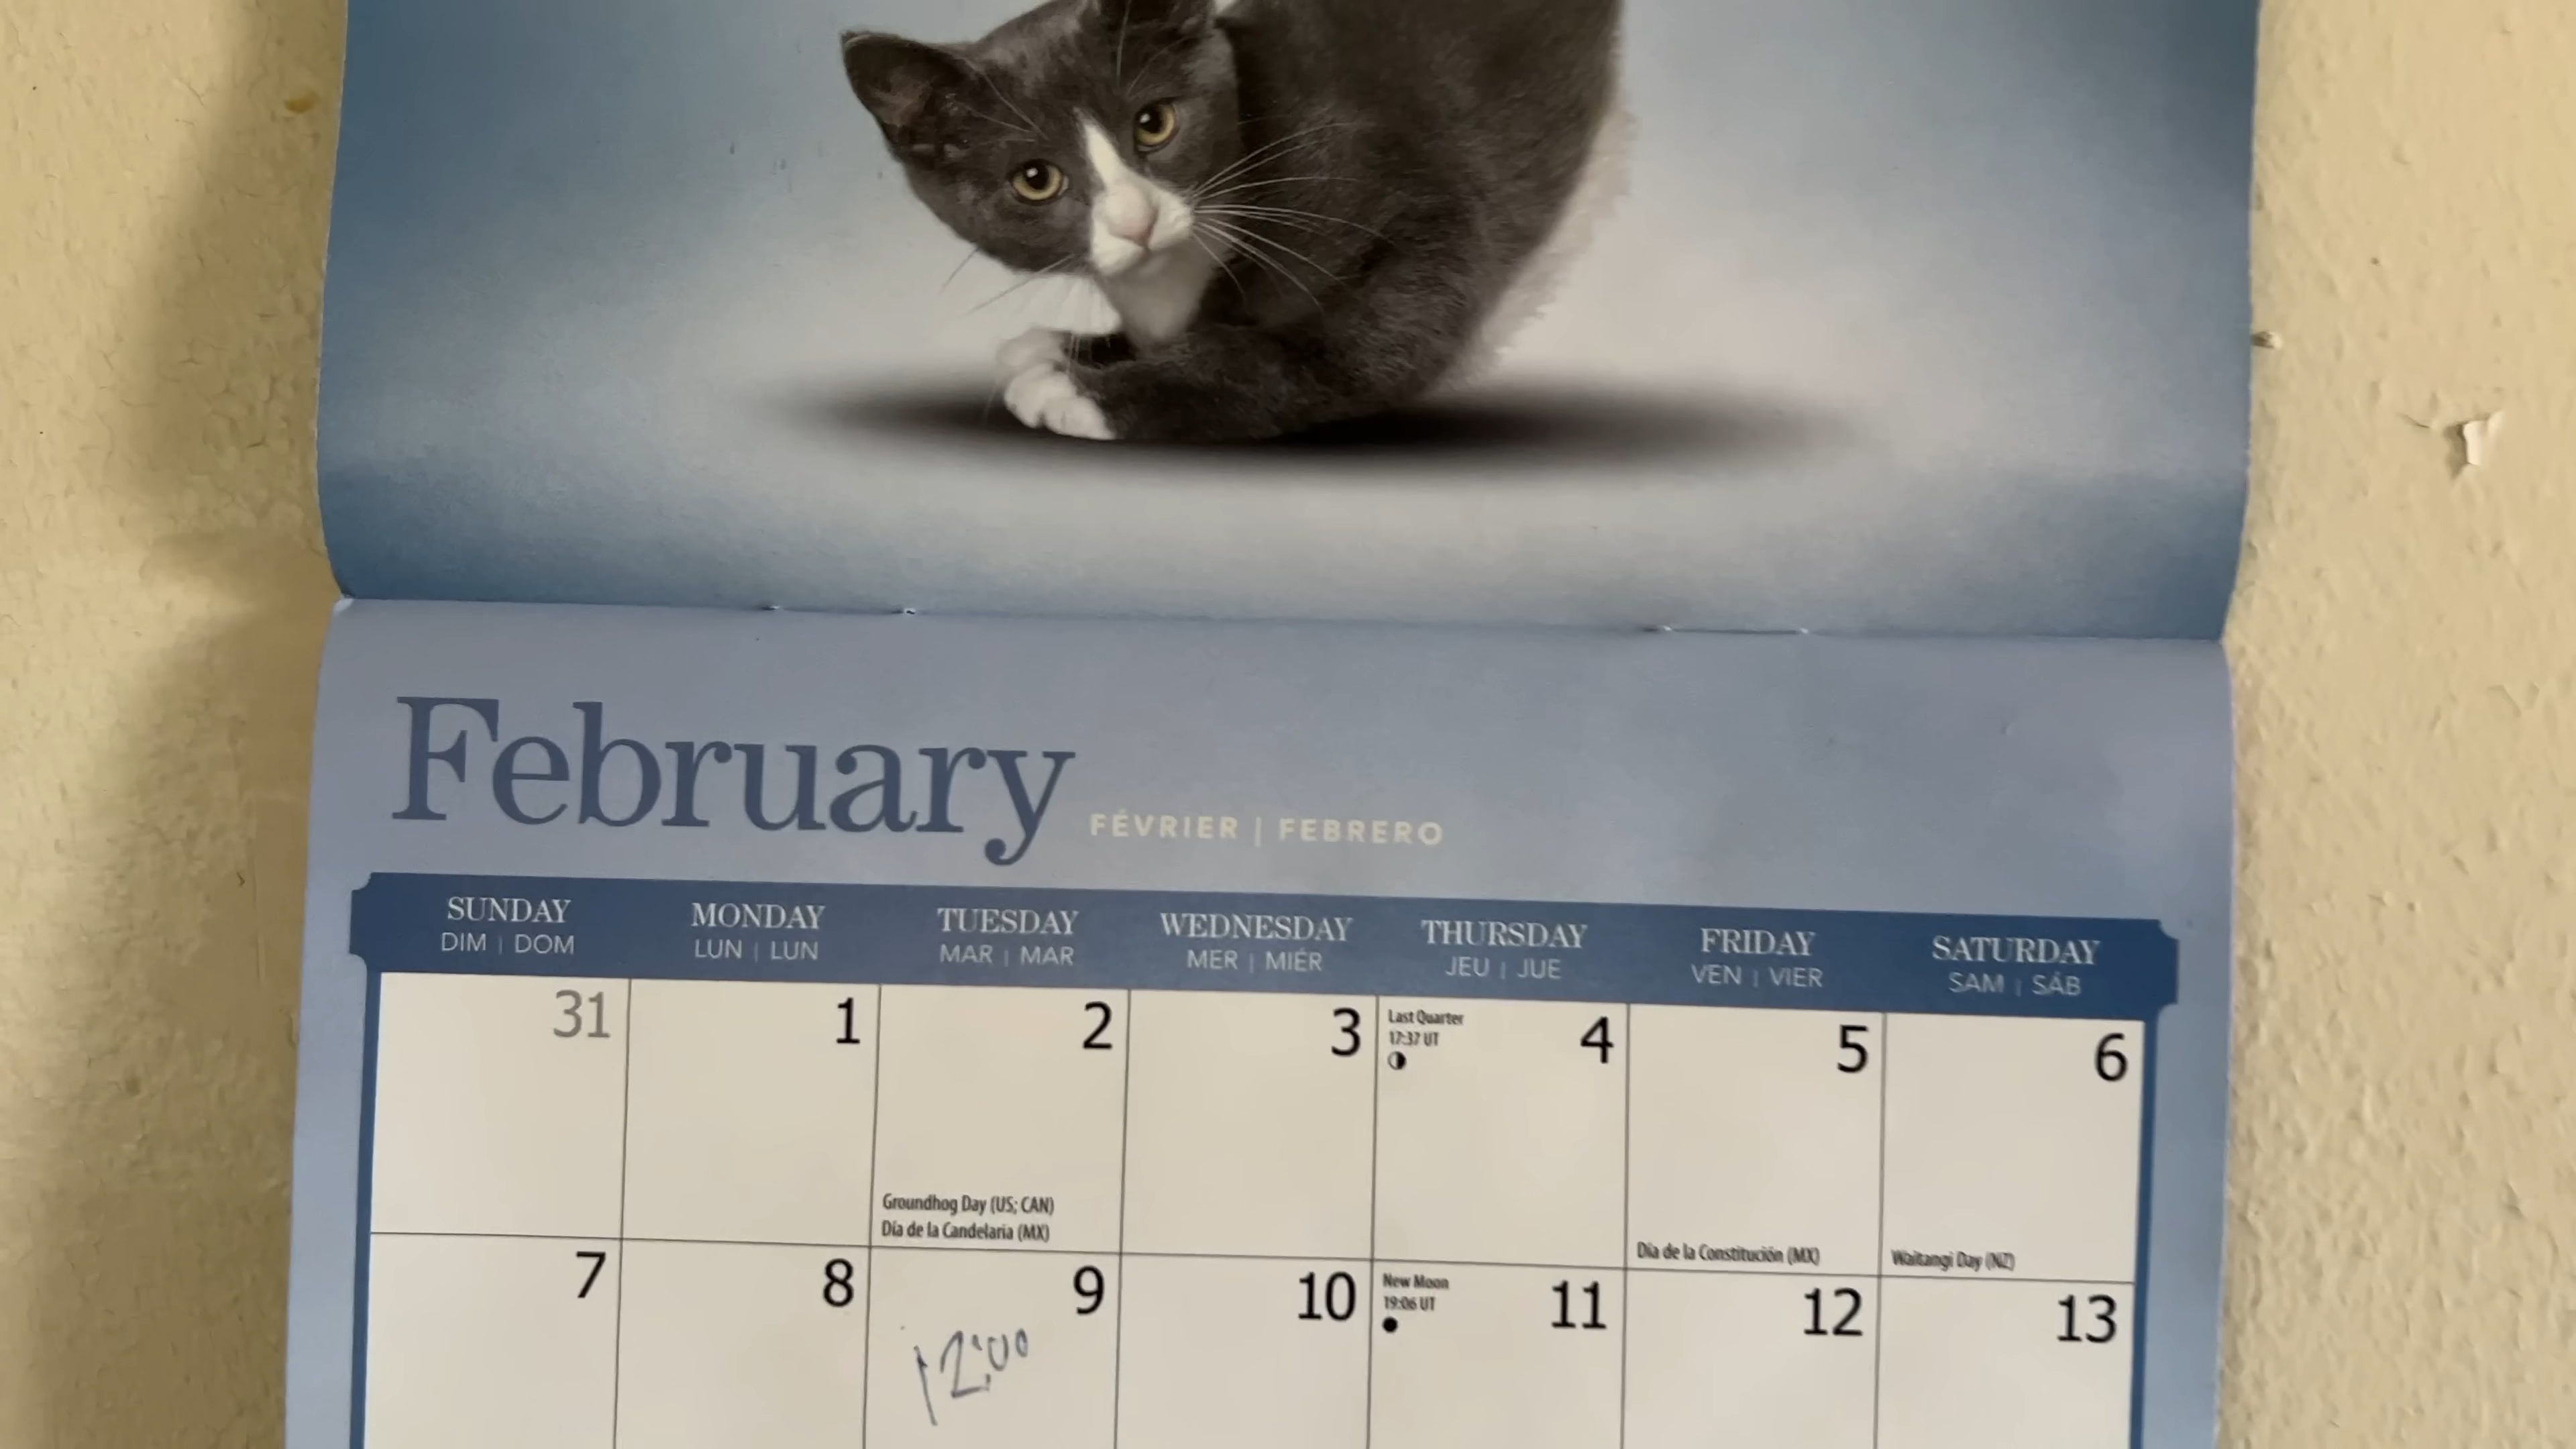 February FÉVRIER | FEBRERO
SUNDAY MONDAY TUESDAY WEDNESDAY THURSDAY FRIDAY SATURDAY
DIM | DOM LUN | LUN MAR | MAR MER | MIÉR JEU | JUE VEN | VIER SAM | SÁB
31 1 2 3 4 5 6
Last Quarter
17:37 UT
Groundhog Day (US; CAN)
Día de la Candelaria (MX)
Día de la Constitución (MX)
Waitangi Day (NZ)
7 8 9 10 11 12 13
New Moon
19:06 UT
12:00